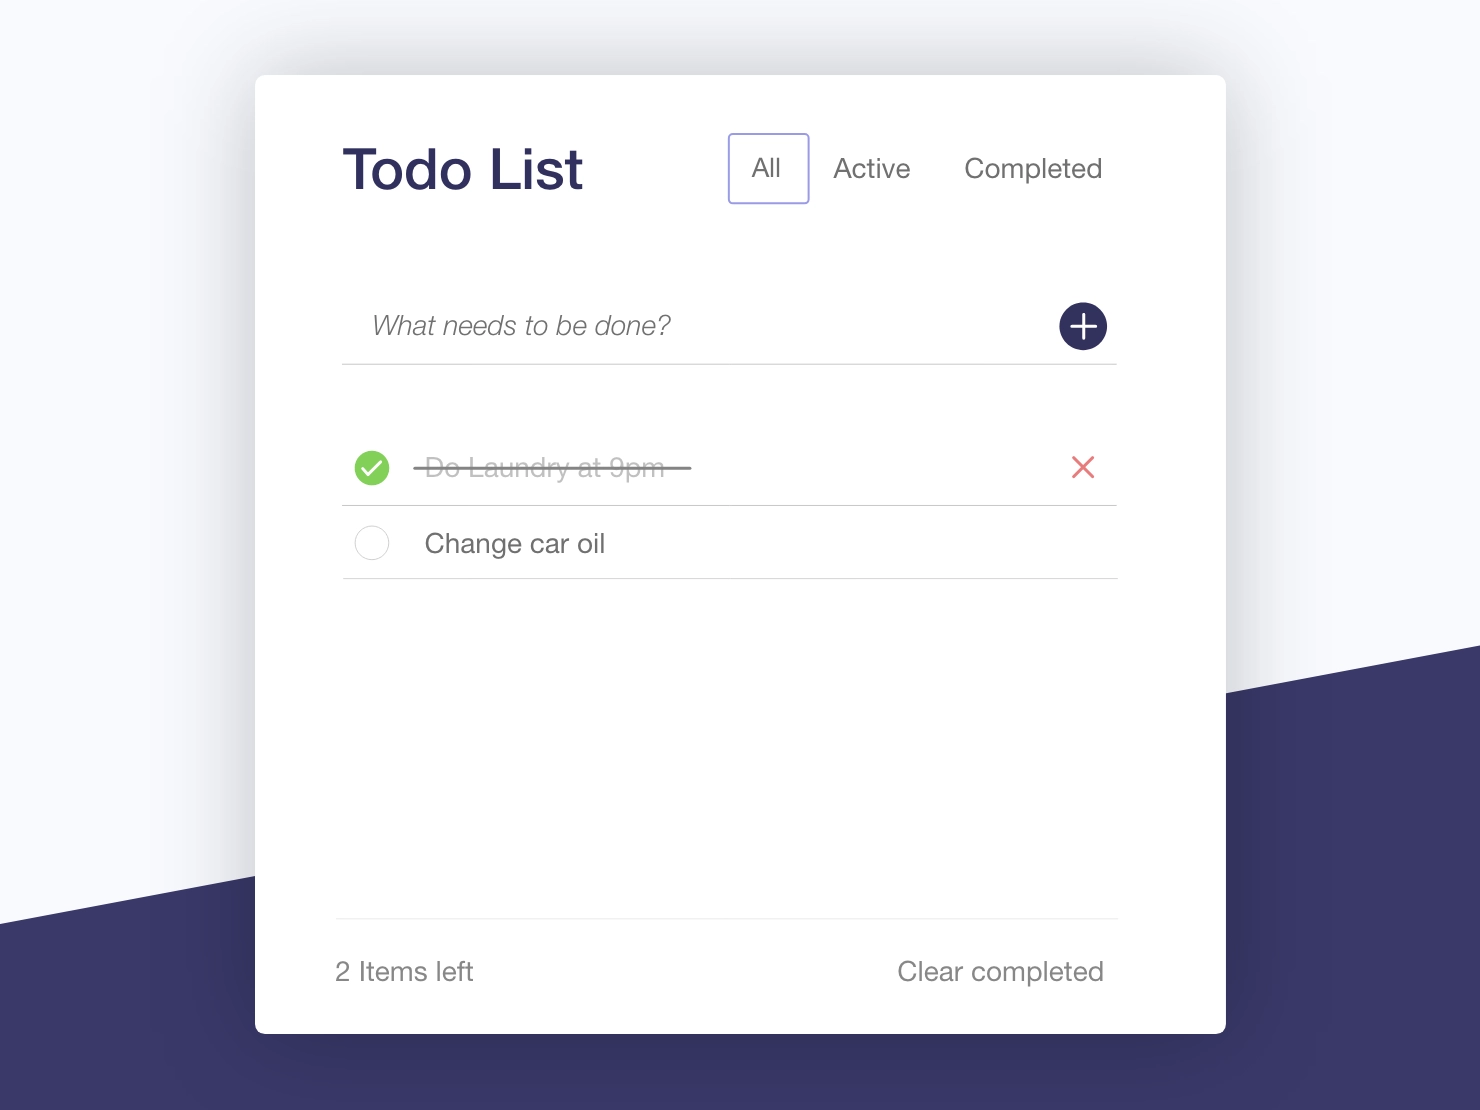 Todo List
All
Active
Completed
What needs to be done?
Do Laundry at 9pm
Change car oil
2 Items left
Clear completed